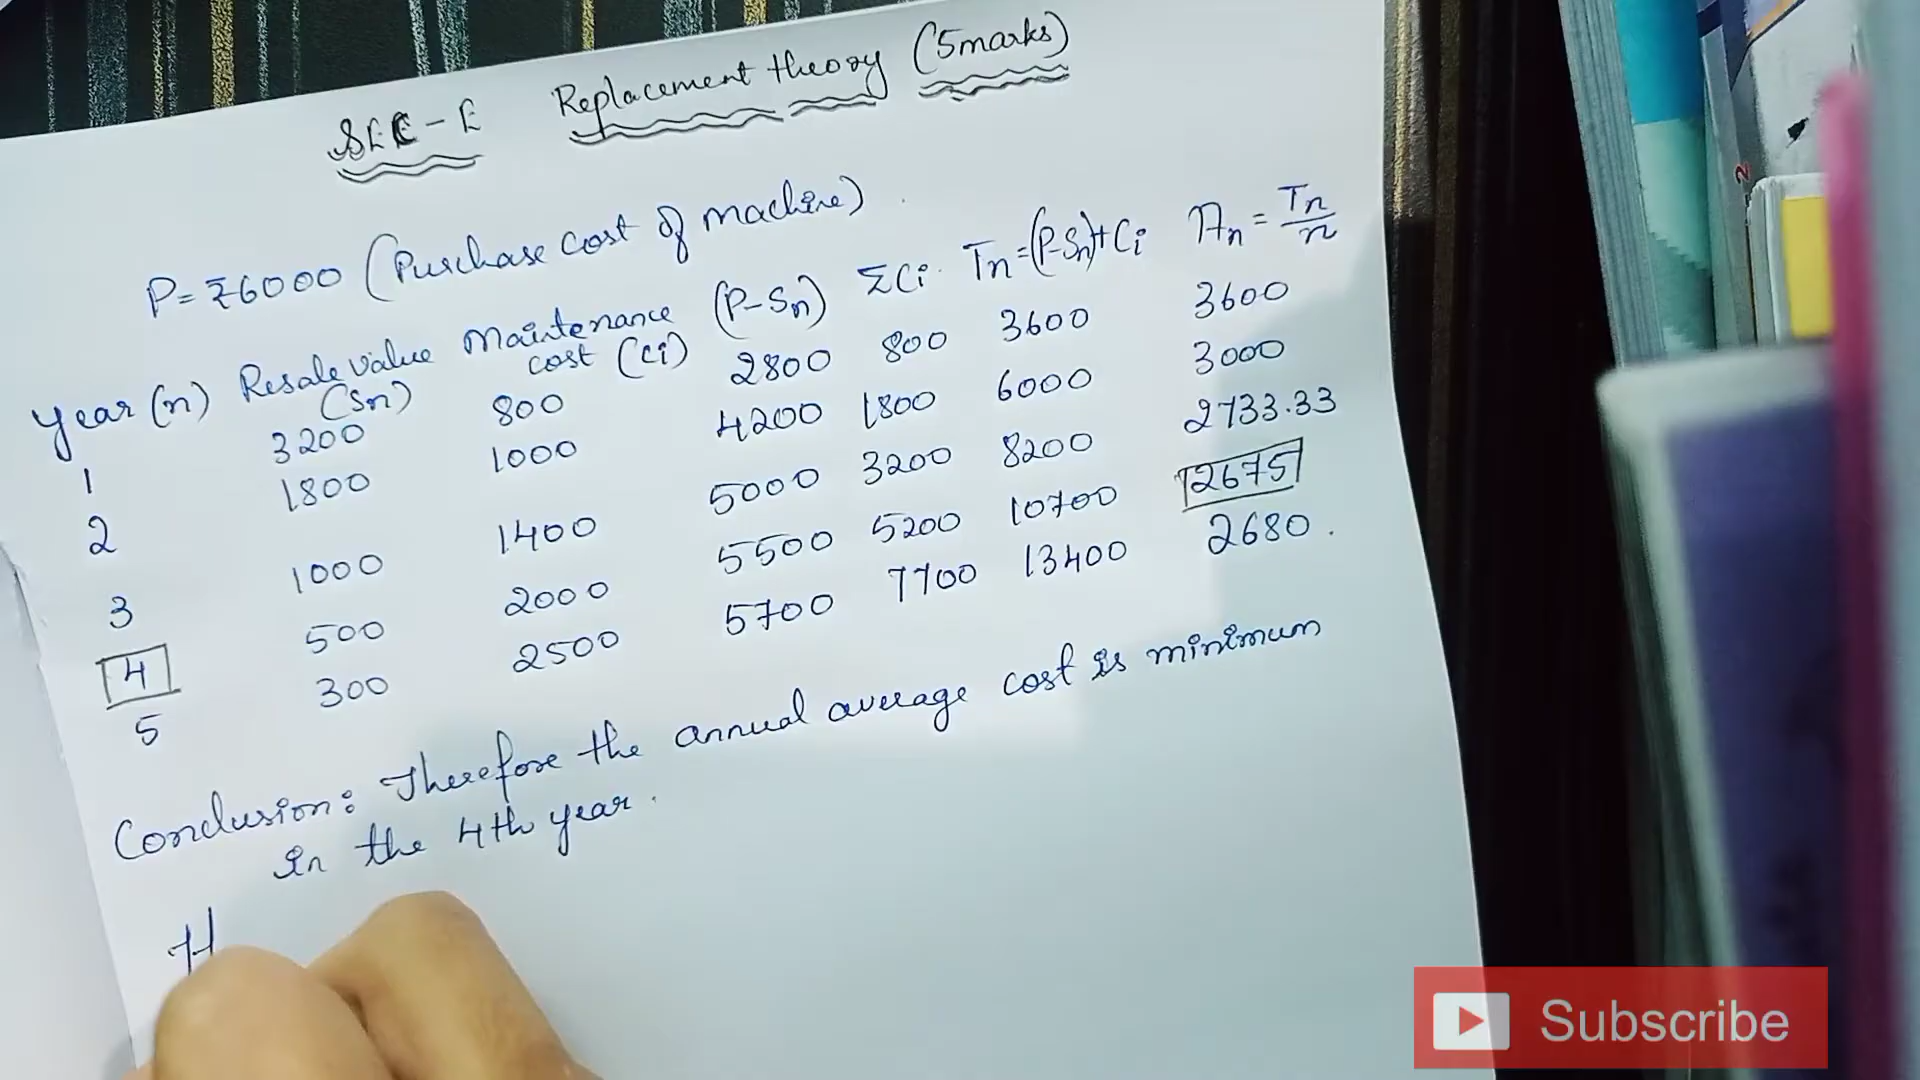 SEC-E Replacement theory (5marks)
P=₹6000 (Purchase cost of machine).
year(n) Resale value (Sn) Maintenance cost (Ci) (P-Sn) ΣCi Tn=(P-Sn)+Ci An=Tn/n
1 3200 800 2800 800 3600 3600
2 1800 1000 4200 1800 6000 3000
3 1000 1400 5000 3200 8200 2733.33
4 500 2000 5500 5200 10700 2675
5 300 2500 5700 7700 13400 2680.
Conclusion: Therefore the annual average cost is minimum
in the 4th year.
H
Subscribe